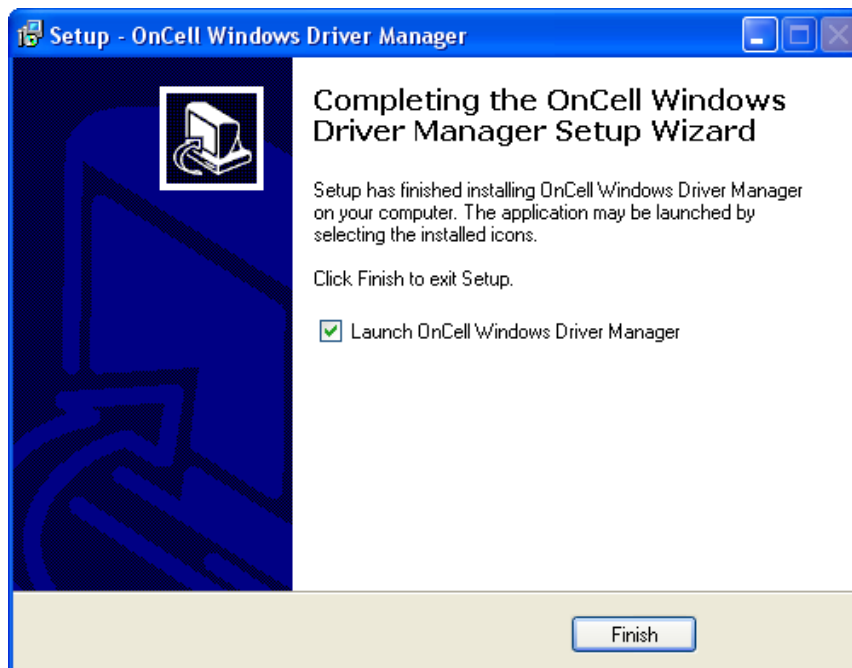 Setup - OnCell Windows Driver Manager
Completing the OnCell Windows
Driver Manager Setup Wizard
Setup has finished installing OnCell Windows Driver Manager
on your computer. The application may be launched by
selecting the installed icons.
Click Finish to exit Setup.
Launch OnCell Windows Driver Manager
Finish